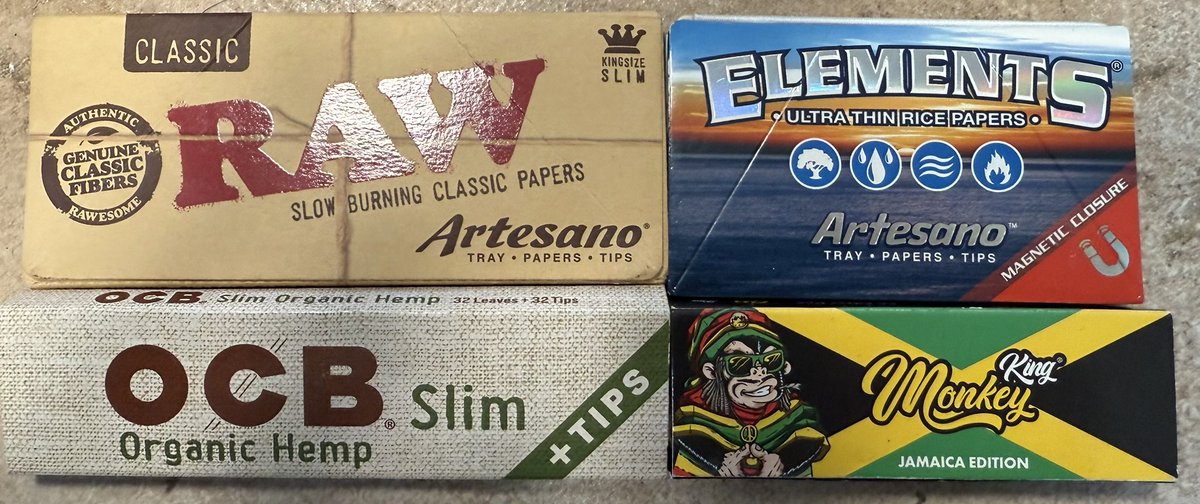 CLASSIC
KINGSIZE
SLIM
AUTHENTIC
GENUINE
CLASSIC
FIBERS
RAWESOME
RAW
SLOW BURNING CLASSIC PAPERS
Artesano®
TRAY • PAPERS • TIPS
ELEMENTS®
• ULTRA THIN RICE PAPERS •
Artesano™
TRAY • PAPERS • TIPS
MAGNETIC CLOSURE
OCB® Slim Organic Hemp 32 Leaves + 32 Tips
OCB® Slim
Organic Hemp
+ TIPS
Monkey King®
JAMAICA EDITION